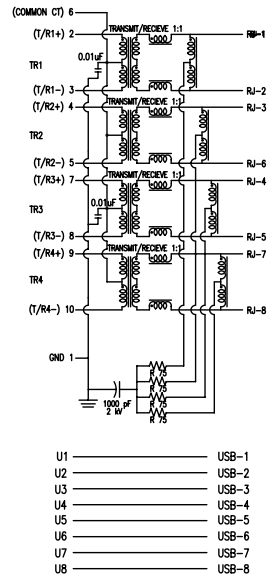 (COMMON CT) 6
TRANSMIT/RECIEVE 1:1
(T/R1+) 2
0.01uF
TR1
(T/R1-) 3 RJ-2
TRANSMIT/RECIEVE 1:1
(T/R2+) 4 RJ-3
TR2
(T/R2-) 5 RJ-6
TRANSMIT/RECIEVE 1:1
(T/R3+) 7 RJ-4
TR3
0.01uF
(T/R3-) 8 RJ-5
TRANSMIT/RECIEVE 1:1
(T/R4+) 9 RJ-7
TR4
(T/R4-) 10 RJ-8
GND 1
1000 pF
2 kV
R 75
R 75
R 75
R 75
U1 USB-1
U2 USB-2
U3 USB-3
U4 USB-4
U5 USB-5
U6 USB-6
U7 USB-7
U8 USB-8